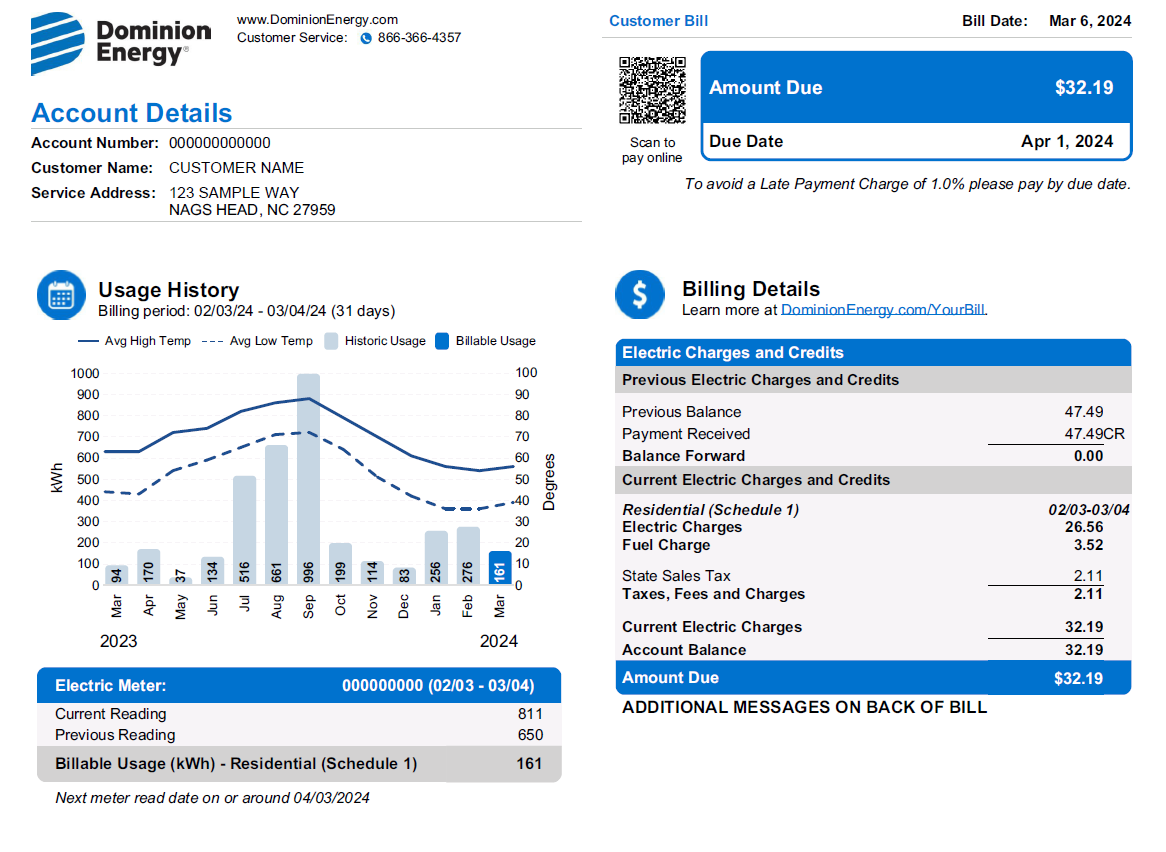 Dominion
Energy®
www.DominionEnergy.com
Customer Service: 866-366-4357
Customer Bill Bill Date: Mar 6, 2024
Amount Due $32.19
Due Date Apr 1, 2024
Scan to
pay online
To avoid a Late Payment Charge of 1.0% please pay by due date.
Account Details
Account Number: 000000000000
Customer Name: CUSTOMER NAME
Service Address: 123 SAMPLE WAY
NAGS HEAD, NC 27959
Usage History
Billing period: 02/03/24 - 03/04/24 (31 days)
Avg High Temp Avg Low Temp Historic Usage Billable Usage
kWh
1000
900
800
700
600
500
400
300
200
100
0
100
90
80
70
60
50
40
30
20
10
0
Degrees
94 170 37 134 516 661 996 199 114 83 256 276 161
Mar Apr May Jun Jul Aug Sep Oct Nov Dec Jan Feb Mar
2023 2024
Electric Meter: 000000000 (02/03 - 03/04)
Current Reading 811
Previous Reading 650
Billable Usage (kWh) - Residential (Schedule 1) 161
Next meter read date on or around 04/03/2024
Billing Details
Learn more at DominionEnergy.com/YourBill.
Electric Charges and Credits
Previous Electric Charges and Credits
Previous Balance 47.49
Payment Received 47.49CR
Balance Forward 0.00
Current Electric Charges and Credits
Residential (Schedule 1) 02/03-03/04
Electric Charges 26.56
Fuel Charge 3.52
State Sales Tax 2.11
Taxes, Fees and Charges 2.11
Current Electric Charges 32.19
Account Balance 32.19
Amount Due $32.19
ADDITIONAL MESSAGES ON BACK OF BILL